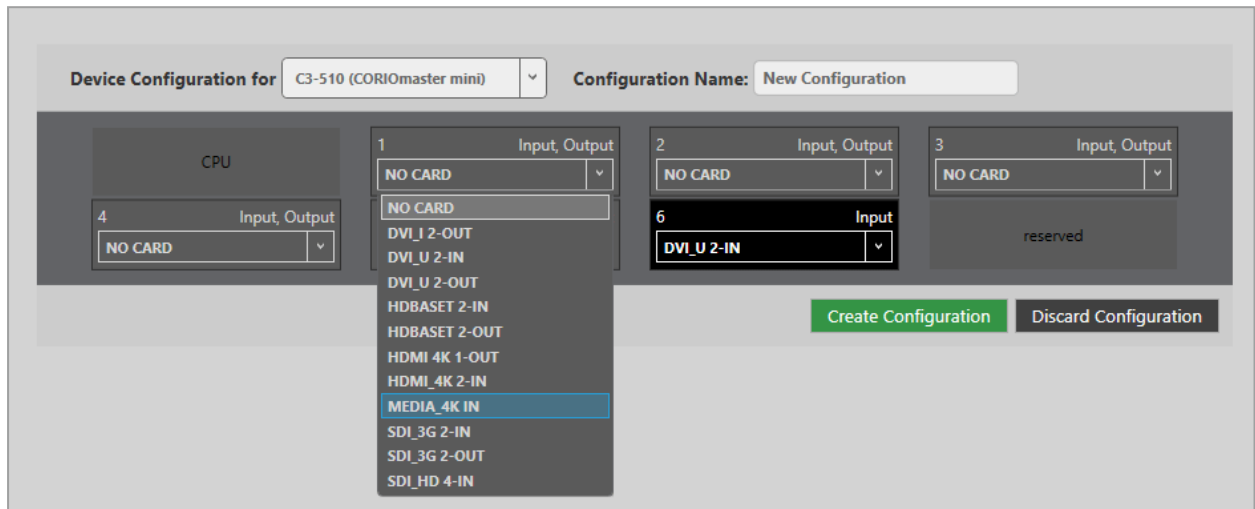 Device Configuration for C3-510 (CORIOmaster mini) Configuration Name: New Configuration
CPU
1 Input, Output
NO CARD
2 Input, Output
NO CARD
3 Input, Output
NO CARD
4 Input, Output
NO CARD
NO CARD
DVI_I 2-OUT
DVI_U 2-IN
DVI_U 2-OUT
HDBASET 2-IN
HDBASET 2-OUT
HDMI 4K 1-OUT
HDMI_4K 2-IN
MEDIA_4K IN
SDI_3G 2-IN
SDI_3G 2-OUT
SDI_HD 4-IN
6 Input
DVI_U 2-IN
reserved
Create Configuration Discard Configuration